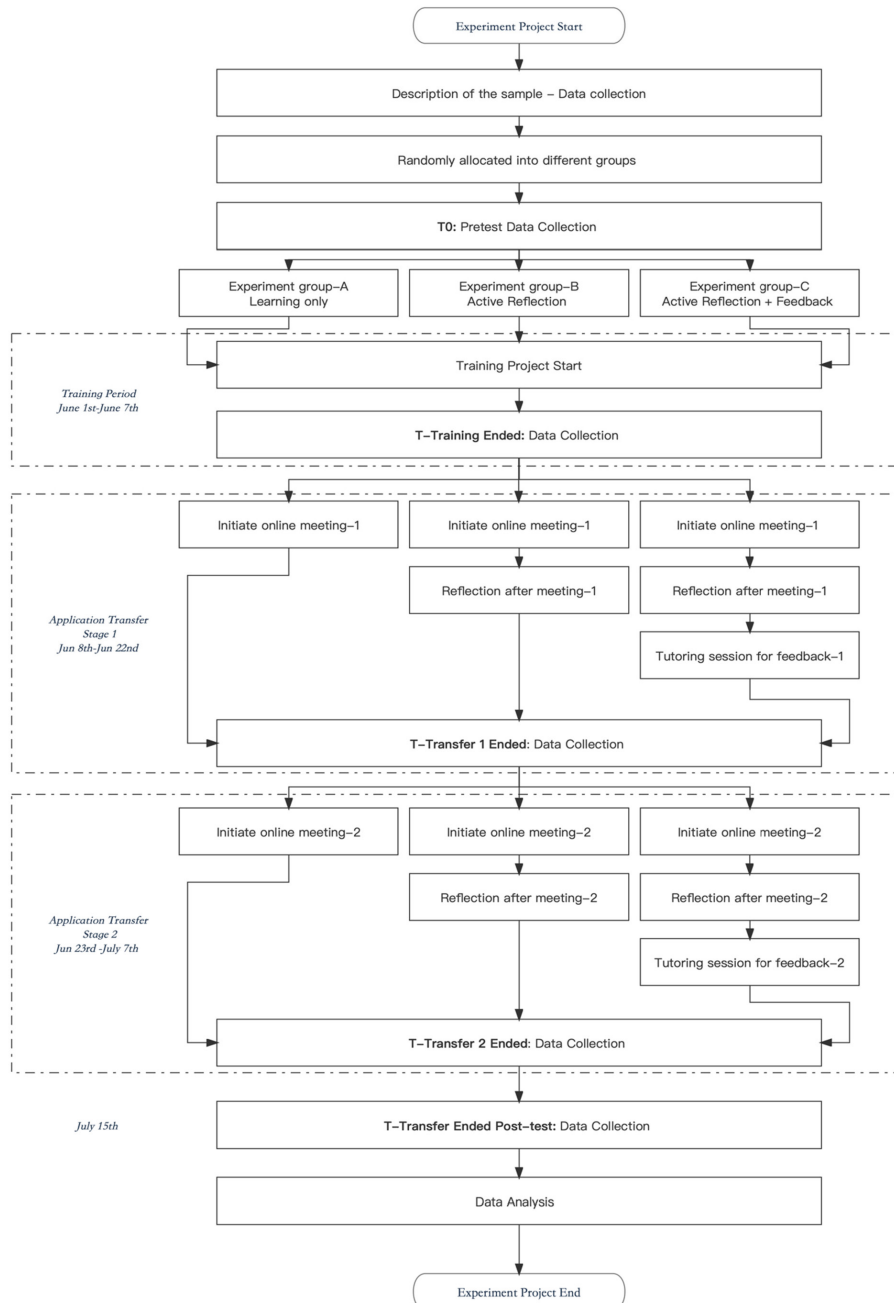 Experiment Project Start
Description of the sample – Data collection
Randomly allocated into different groups
T0: Pretest Data Collection
Experiment group–A
Learning only
Experiment group–B
Active Reflection
Experiment group–C
Active Reflection + Feedback
Training Period
June 1st-June 7th
Training Project Start
T–Training Ended: Data Collection
Application Transfer
Stage 1
Jun 8th-Jun 22nd
Initiate online meeting–1
Initiate online meeting–1
Initiate online meeting–1
Reflection after meeting–1
Reflection after meeting–1
Tutoring session for feedback–1
T–Transfer 1 Ended: Data Collection
Application Transfer
Stage 2
Jun 23rd -July 7th
Initiate online meeting–2
Initiate online meeting–2
Initiate online meeting–2
Reflection after meeting–2
Reflection after meeting–2
Tutoring session for feedback–2
T–Transfer 2 Ended: Data Collection
July 15th
T–Transfer Ended Post–test: Data Collection
Data Analysis
Experiment Project End